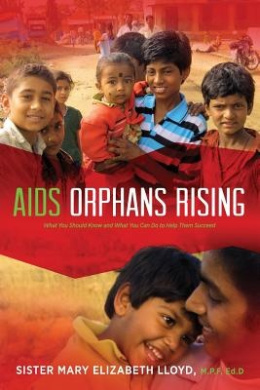 AIDS ORPHANS RISING
What You Should Know and What You Can Do to Help Them Succeed
SISTER MARY ELIZABETH LLOYD, M.P.F. Ed.D